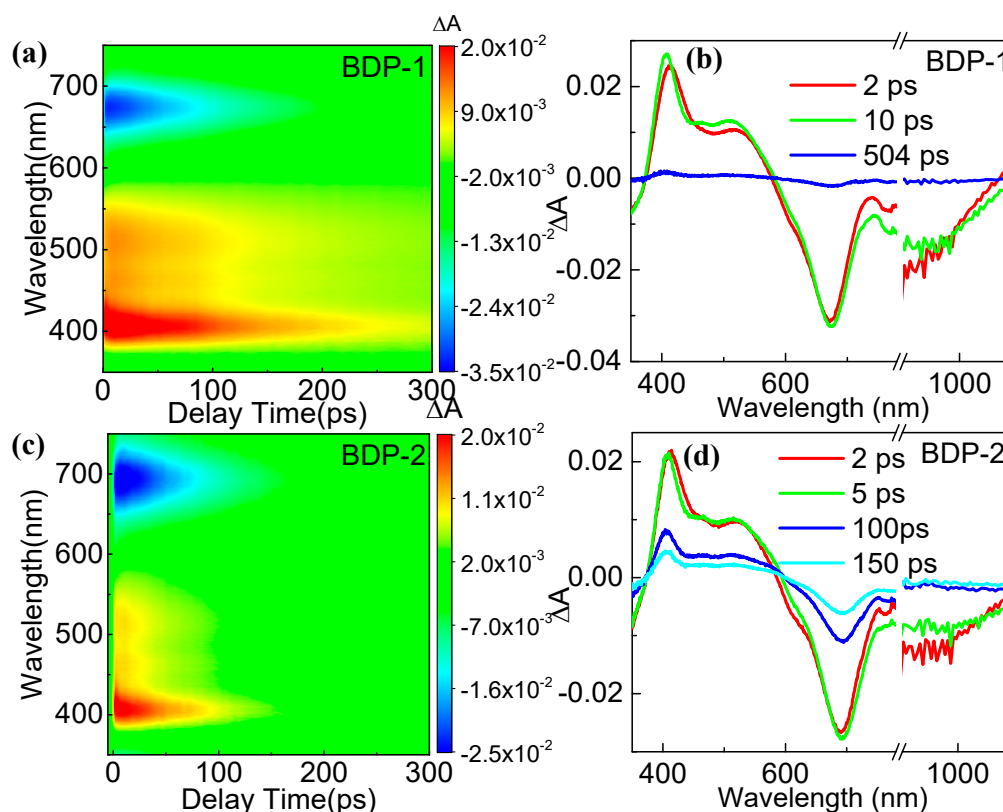 (a)
BDP-1
ΔA
2.0x10⁻²
9.0x10⁻³
-2.0x10⁻³
-1.3x10⁻²
-2.4x10⁻²
-3.5x10⁻²
Wavelength(nm)
700
600
500
400
0 100 200 300
Delay Time(ps)
(b)
BDP-1
2 ps
10 ps
504 ps
ΔA
0.02
0.00
-0.02
-0.04
400 600 1000
Wavelength (nm)
(c)
BDP-2
ΔA
2.0x10⁻²
1.1x10⁻²
2.0x10⁻³
-7.0x10⁻³
-1.6x10⁻²
-2.5x10⁻²
Wavelength(nm)
700
600
500
400
0 100 200 300
Delay Time(ps)
(d)
BDP-2
2 ps
5 ps
100ps
150 ps
ΔA
0.02
0.00
-0.02
400 600 1000
Wavelength (nm)